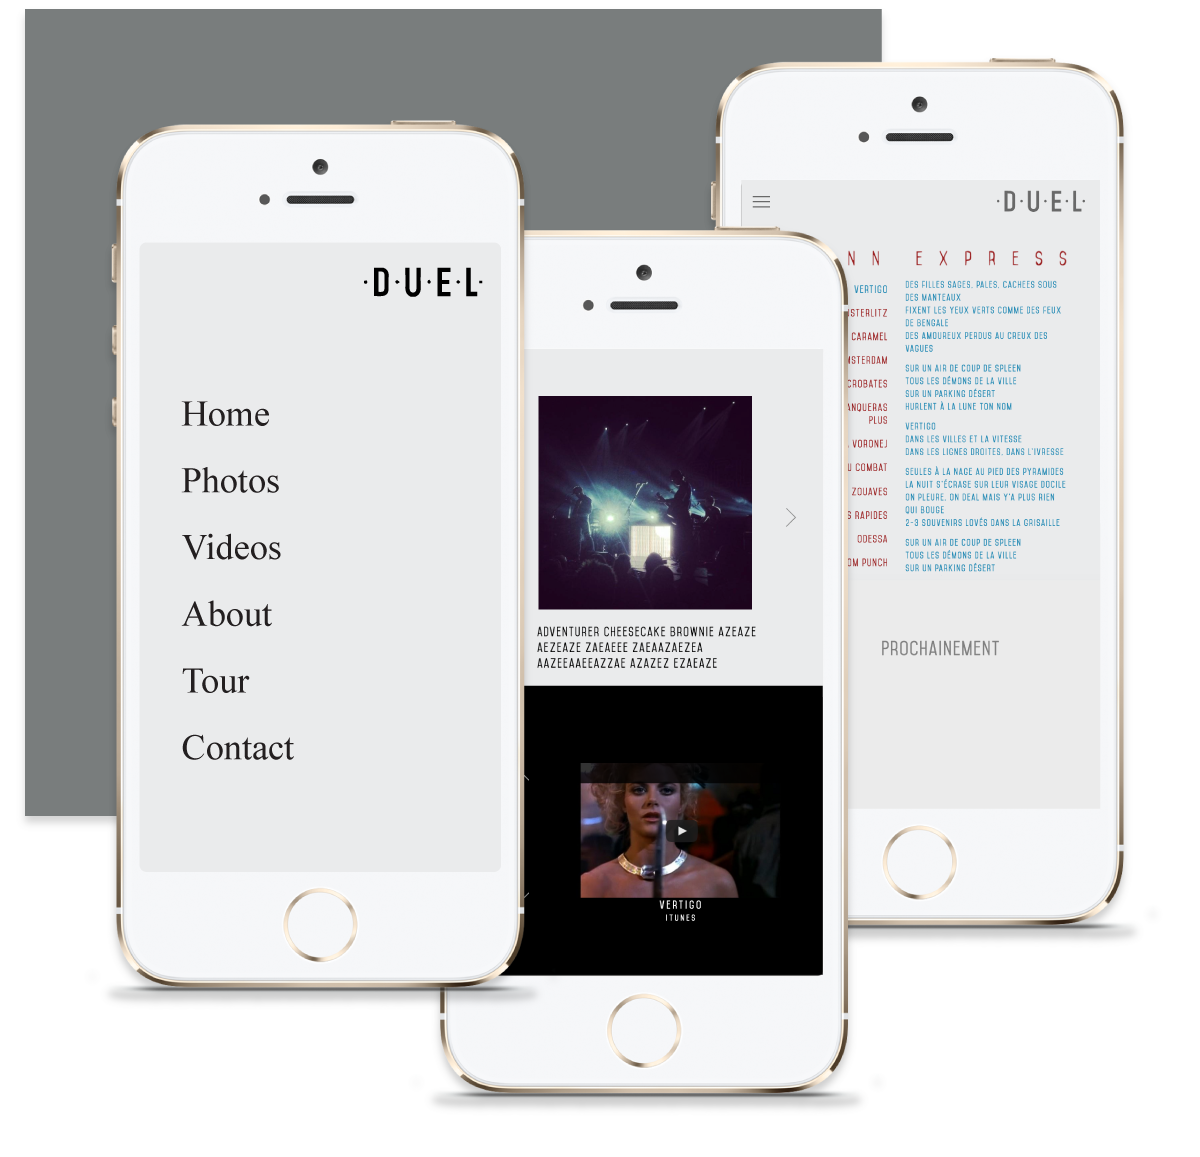 ·D·U·E·L·
Home
Photos
Videos
About
Tour
Contact
ADVENTURER CHEESECAKE BROWNIE AZEAZE
AEZEAZE ZAEAEEE ZAEAAZAEZEA
AAZEEAAEEAZZAE AZAZEZ EZAEAZE
VERTIGO
ITUNES
·D·U·E·L·
NN EXPRESS
VERTIGO
STERLITZ
CARAMEL
MSTERDAM
CROBATES
ANQUERAS
PLUS
VORONEJ
U COMBAT
ZOUAVES
S RAPIDES
ODESSA
OM PUNCH
DES FILLES SAGES, PALES, CACHEES SOUS
DES MANTEAUX
FIXENT LES YEUX VERTS COMME DES FEUX
DE BENGALE
DES AMOUREUX PERDUS AU CREUX DES
VAGUES
SUR UN AIR DE COUP DE SPLEEN
TOUS LES DÉMONS DE LA VILLE
SUR UN PARKING DÉSERT
HURLENT À LA LUNE TON NOM
VERTIGO
DANS LES VILLES ET LA VITESSE
DANS LES LIGNES DROITES, DANS L'IVRESSE
SEULES À LA NAGE AU PIED DES PYRAMIDES
LA NUIT S'ÉCRASE SUR LEUR VISAGE DOCILE
ON PLEURE, ON DEAL MAIS Y'A PLUS RIEN
QUI BOUGE
2-3 SOUVENIRS LOVÉS DANS LA GRISAILLE
SUR UN AIR DE COUP DE SPLEEN
TOUS LES DÉMONS DE LA VILLE
SUR UN PARKING DÉSERT
PROCHAINEMENT